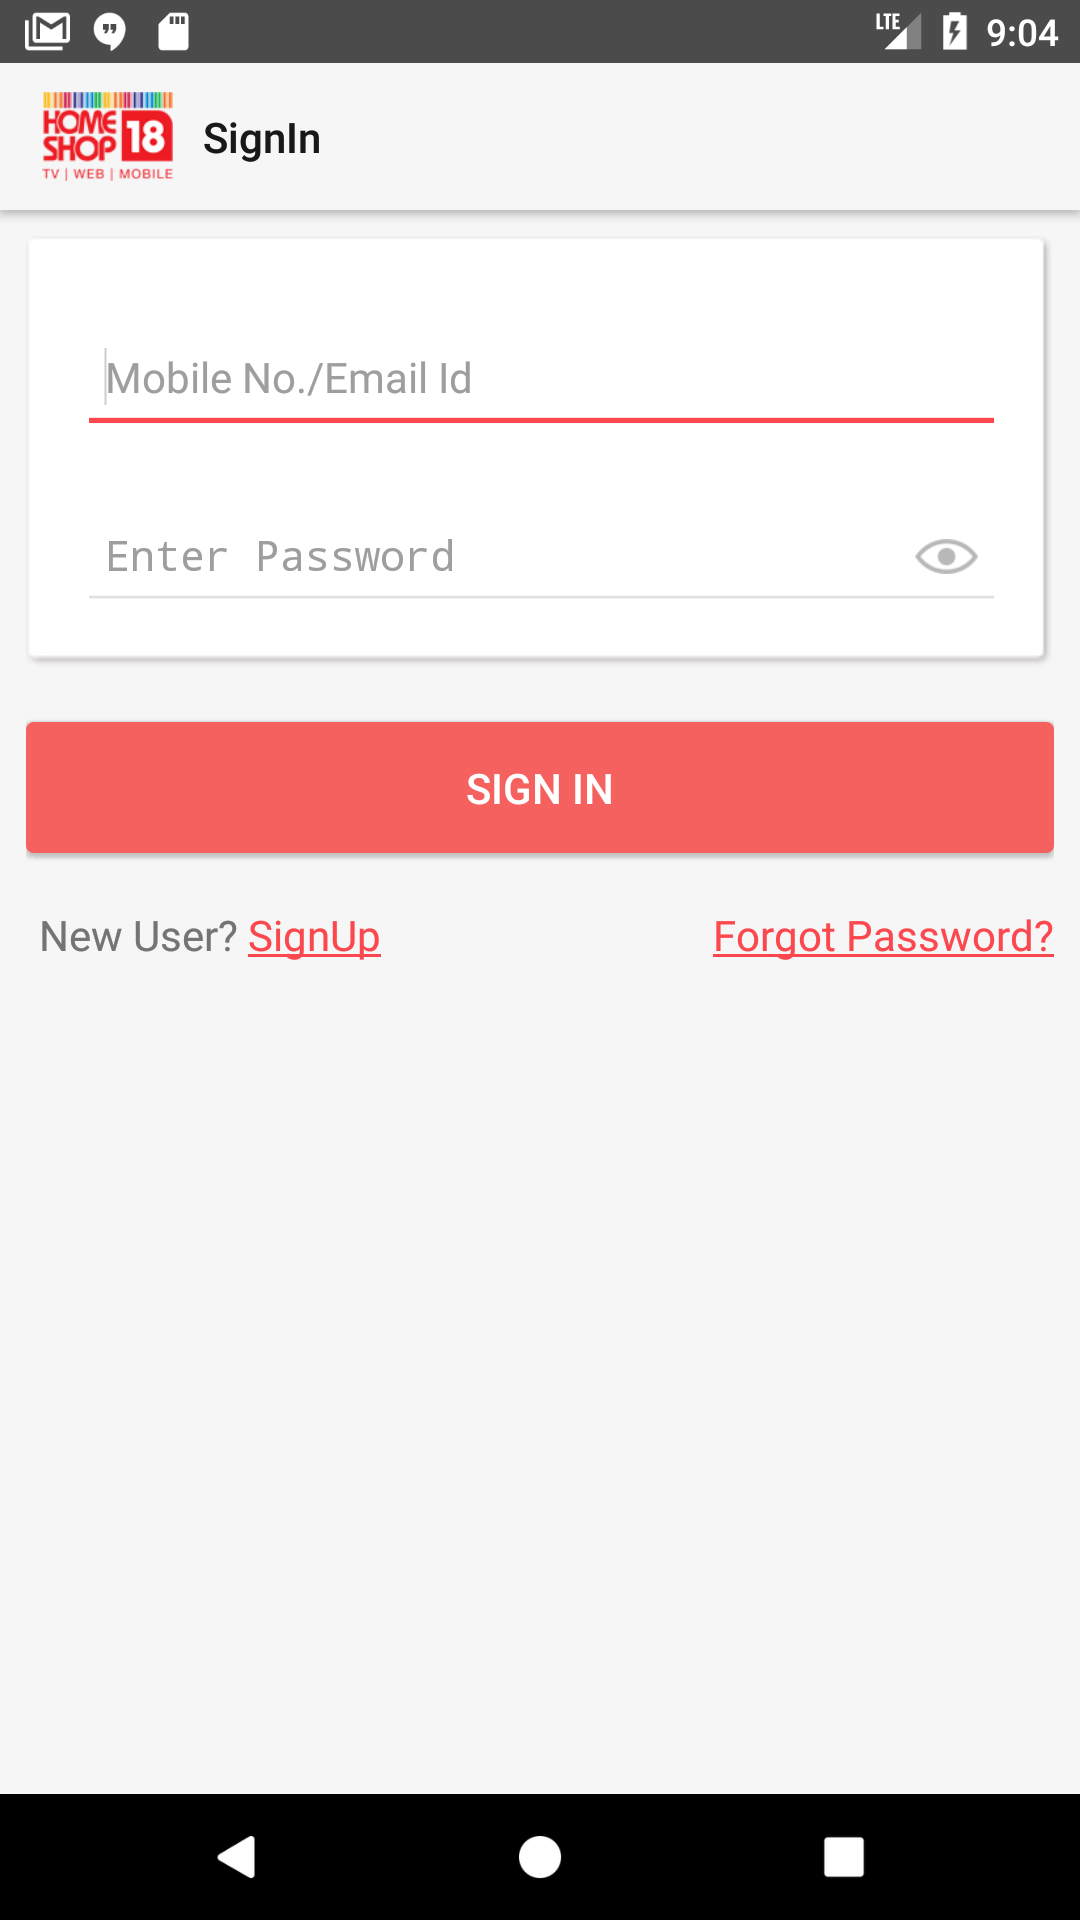 LTE 9:04
HOME
SHOP 18
TV | WEB | MOBILE
SignIn
Mobile No./Email Id
Enter Password
SIGN IN
New User? SignUp Forgot Password?